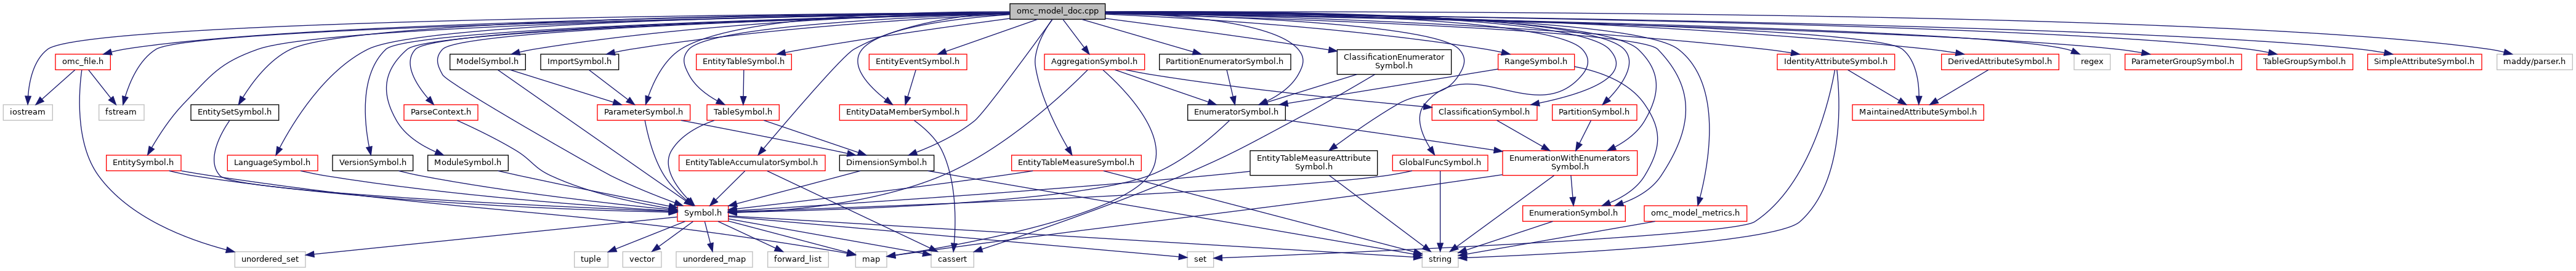 omc_model_doc.cpp
omc_file.h
ModelSymbol.h
ImportSymbol.h
EntityTableSymbol.h
EntityEventSymbol.h
AggregationSymbol.h
PartitionEnumeratorSymbol.h
ClassificationEnumerator
Symbol.h
RangeSymbol.h
IdentityAttributeSymbol.h
DerivedAttributeSymbol.h
regex
ParameterGroupSymbol.h
TableGroupSymbol.h
SimpleAttributeSymbol.h
maddy/parser.h
iostream
fstream
EntitySetSymbol.h
ParseContext.h
ParameterSymbol.h
TableSymbol.h
EntityDataMemberSymbol.h
EnumeratorSymbol.h
ClassificationSymbol.h
PartitionSymbol.h
MaintainedAttributeSymbol.h
EntitySymbol.h
LanguageSymbol.h
VersionSymbol.h
ModuleSymbol.h
EntityTableAccumulatorSymbol.h
DimensionSymbol.h
EntityTableMeasureSymbol.h
EntityTableMeasureAttribute
Symbol.h
GlobalFuncSymbol.h
EnumerationWithEnumerators
Symbol.h
Symbol.h
EnumerationSymbol.h
omc_model_metrics.h
unordered_set
tuple
vector
unordered_map
forward_list
map
cassert
set
string